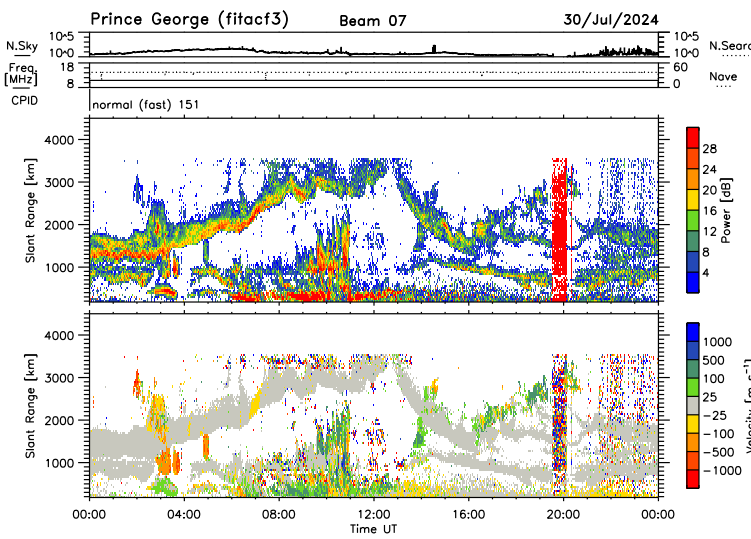 Prince George (fitacf3) Beam 07 30/Jul/2024
N.Sky 10^5 10^0 10^5 10^0 N.Searc
Freq [MHz] 18 8 60 0 Nave
CPID normal (fast) 151
Slant Range [km] 4000 3000 2000 1000
Power [dB] 28 24 20 16 12 8 4
Slant Range [km] 4000 3000 2000 1000
Velocity [m s^-1] 1000 500 100 25 -25 -100 -500 -1000
00:00 04:00 08:00 12:00 16:00 20:00 00:00
Time UT